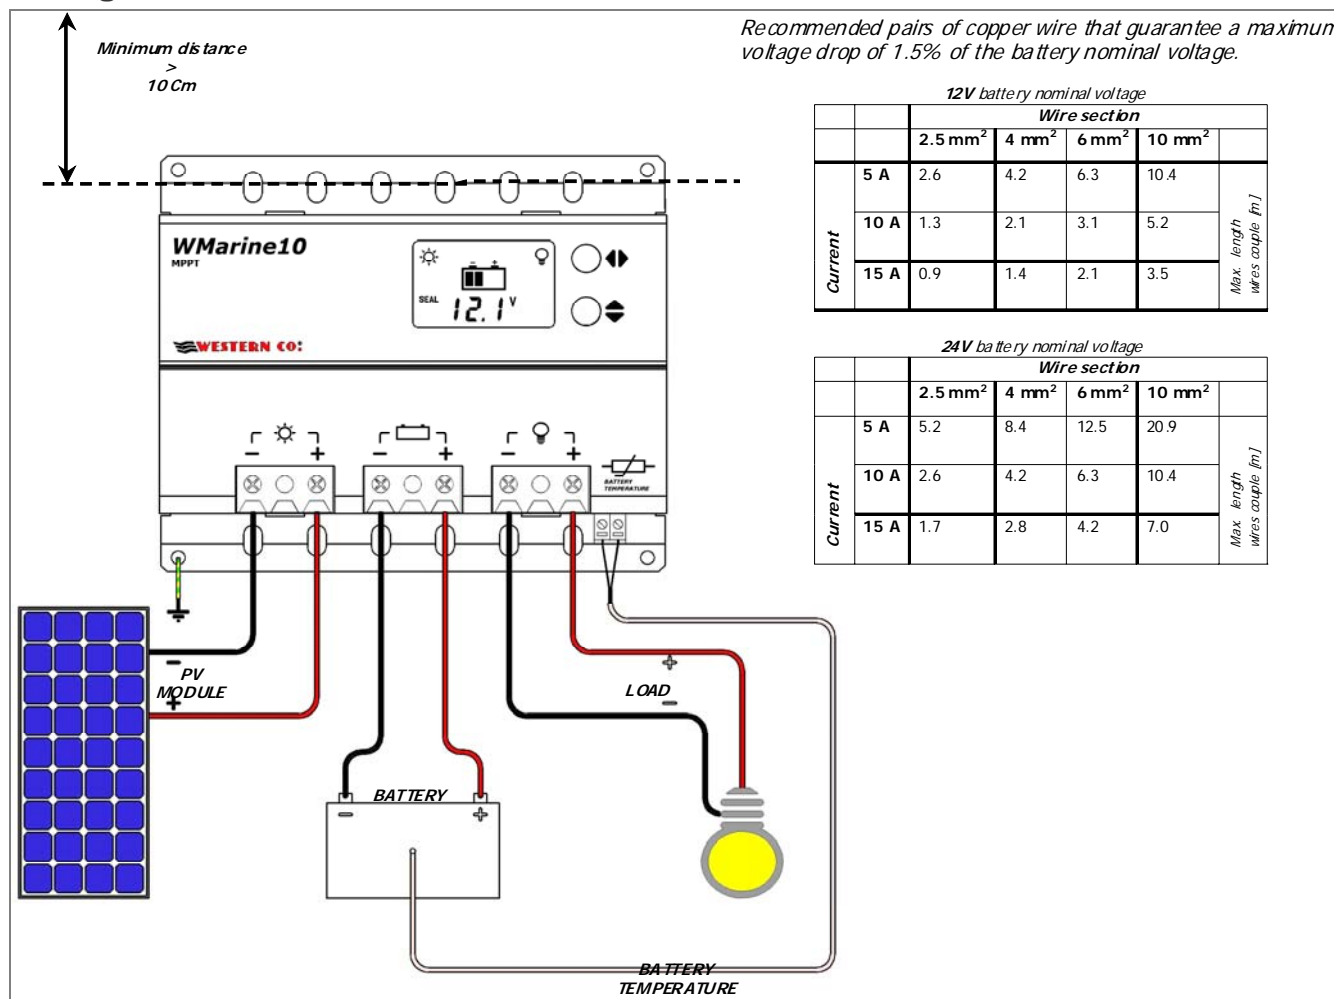 Recommended pairs of copper wire that guarantee a maximum
voltage drop of 1.5% of the battery nominal voltage.
Minimum distance
>
10 Cm
12V battery nominal voltage
Wire section
2.5 mm² 4 mm² 6 mm² 10 mm²
5 A 2.6 4.2 6.3 10.4
10 A 1.3 2.1 3.1 5.2
15 A 0.9 1.4 2.1 3.5
Current
Max. length
wires couple [m]
24V battery nominal voltage
Wire section
2.5 mm² 4 mm² 6 mm² 10 mm²
5 A 5.2 8.4 12.5 20.9
10 A 2.6 4.2 6.3 10.4
15 A 1.7 2.8 4.2 7.0
Current
Max. length
wires couple [m]
WMarine10
MPPT
SEAL
12.1 V
WESTERN CO:
- +
- +
- +
- +
BATTERY
TEMPERATURE
-
PV
MODULE
+
+
LOAD
-
BATTERY
- +
BATTERY
TEMPERATURE